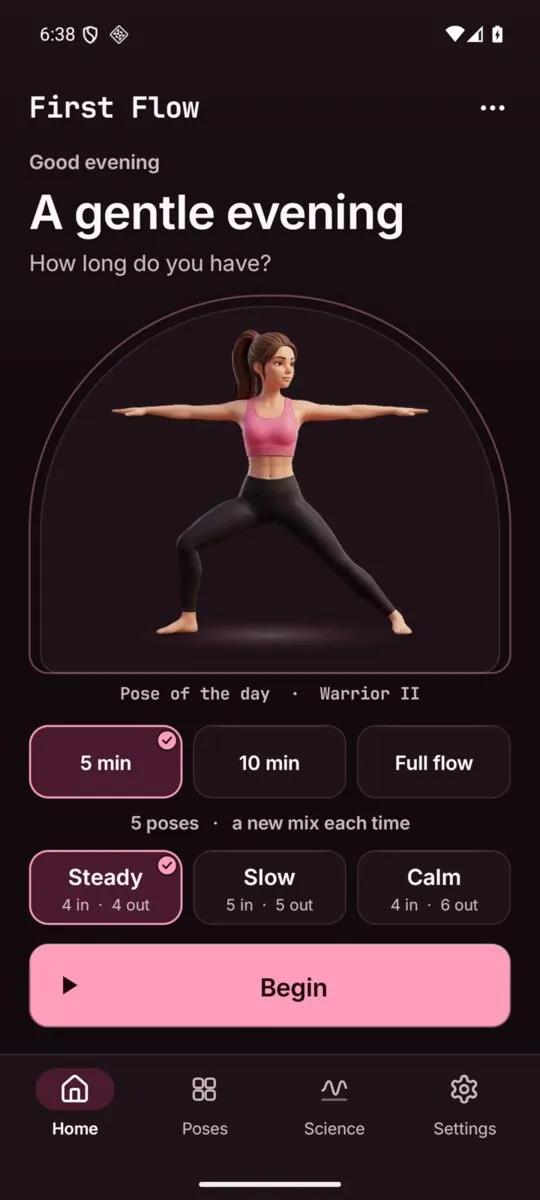 6:38
First Flow
Good evening
A gentle evening
How long do you have?
Pose of the day · Warrior II
5 min 10 min Full flow
5 poses · a new mix each time
Steady Slow Calm
4 in · 4 out 5 in · 5 out 4 in · 6 out
Begin
Home Poses Science Settings